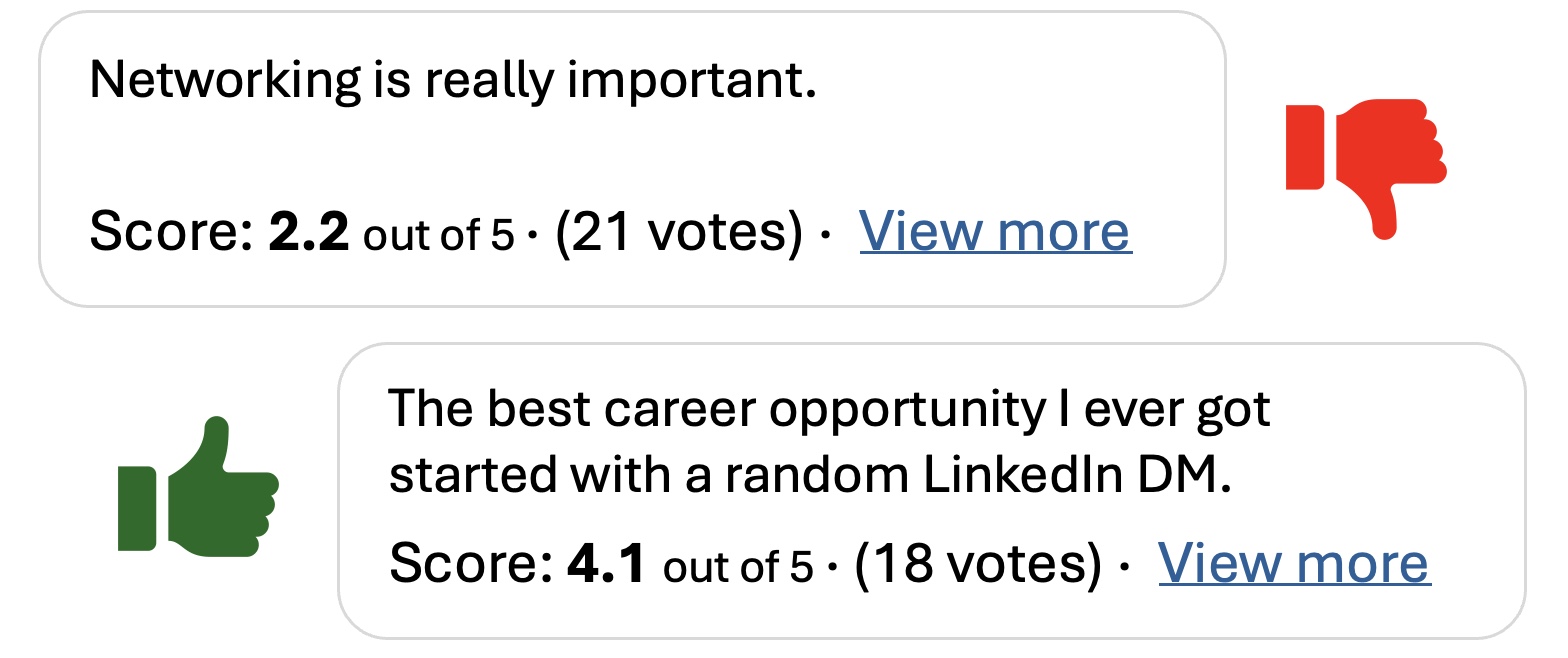 Networking is really important.
Score: 2.2 out of 5 · (21 votes) · View more
The best career opportunity I ever got
started with a random LinkedIn DM.
Score: 4.1 out of 5 · (18 votes) · View more